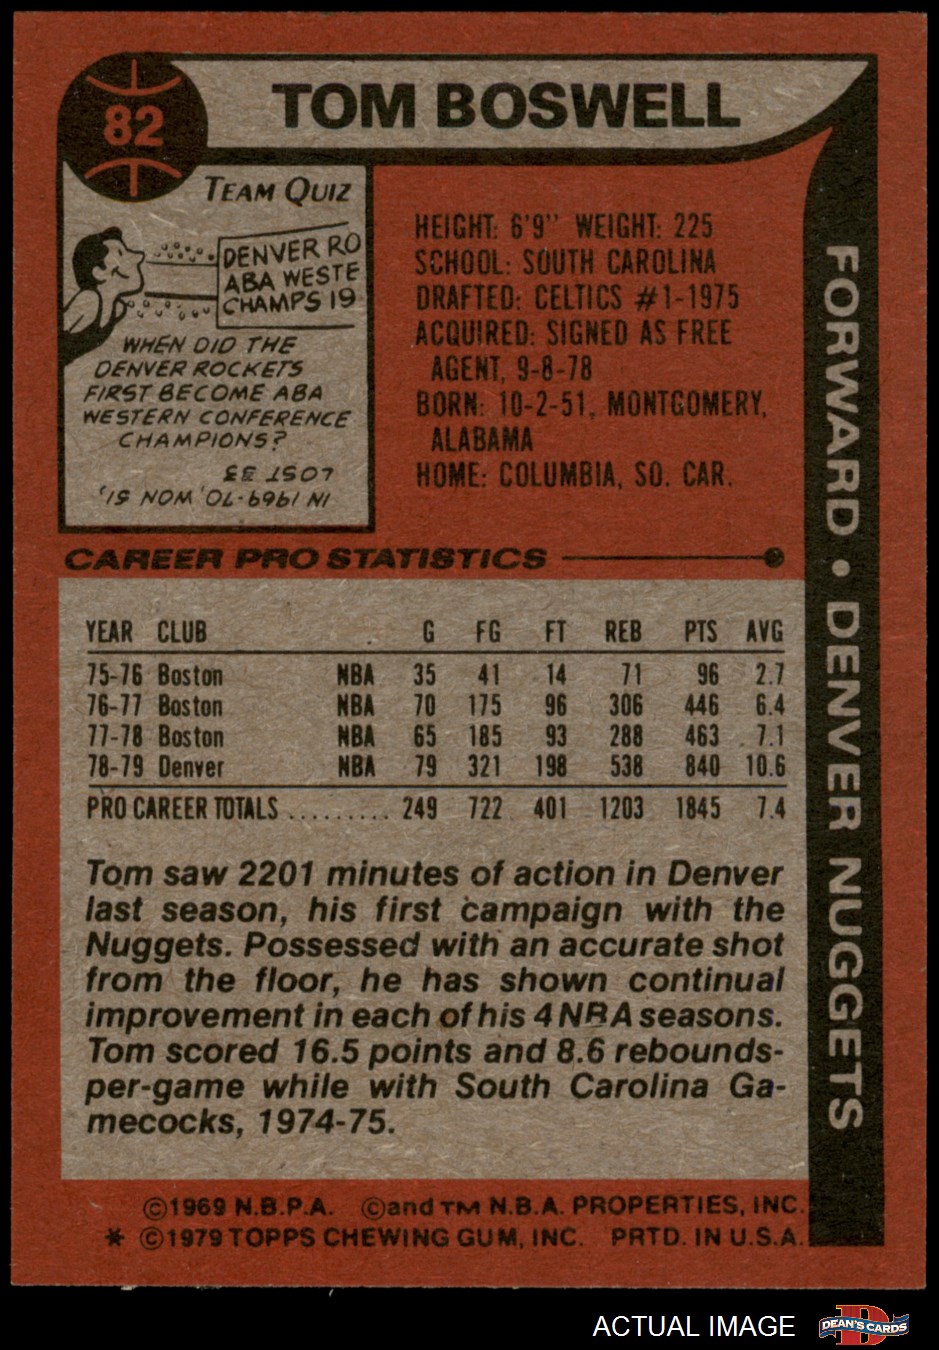 82
TOM BOSWELL
TEAM QUIZ
DENVER RO
ABA WESTE
CHAMPS 19
WHEN DID THE
DENVER ROCKETS
FIRST BECOME ABA
WESTERN CONFERENCE
CHAMPIONS?
IN 1969-70, WON 51,
LOST 33
HEIGHT: 6'9" WEIGHT: 225
SCHOOL: SOUTH CAROLINA
DRAFTED: CELTICS #1-1975
ACQUIRED: SIGNED AS FREE
AGENT, 9-8-78
BORN: 10-2-51, MONTGOMERY,
ALABAMA
HOME: COLUMBIA, SO. CAR.
FORWARD • DENVER NUGGETS
CAREER PRO STATISTICS
YEAR CLUB G FG FT REB PTS AVG
75-76 Boston NBA 35 41 14 71 96 2.7
76-77 Boston NBA 70 175 96 306 446 6.4
77-78 Boston NBA 65 185 93 288 463 7.1
78-79 Denver NBA 79 321 198 538 840 10.6
PRO CAREER TOTALS .......... 249 722 401 1203 1845 7.4
Tom saw 2201 minutes of action in Denver
last season, his first campaign with the
Nuggets. Possessed with an accurate shot
from the floor, he has shown continual
improvement in each of his 4 NBA seasons.
Tom scored 16.5 points and 8.6 rebounds-
per-game while with South Carolina Ga-
mecocks, 1974-75.
©1969 N.B.P.A. ©and TM N.B.A. PROPERTIES, INC.
* ©1979 TOPPS CHEWING GUM, INC. PRTD. IN U.S.A.
ACTUAL IMAGE
DEAN'S CARDS